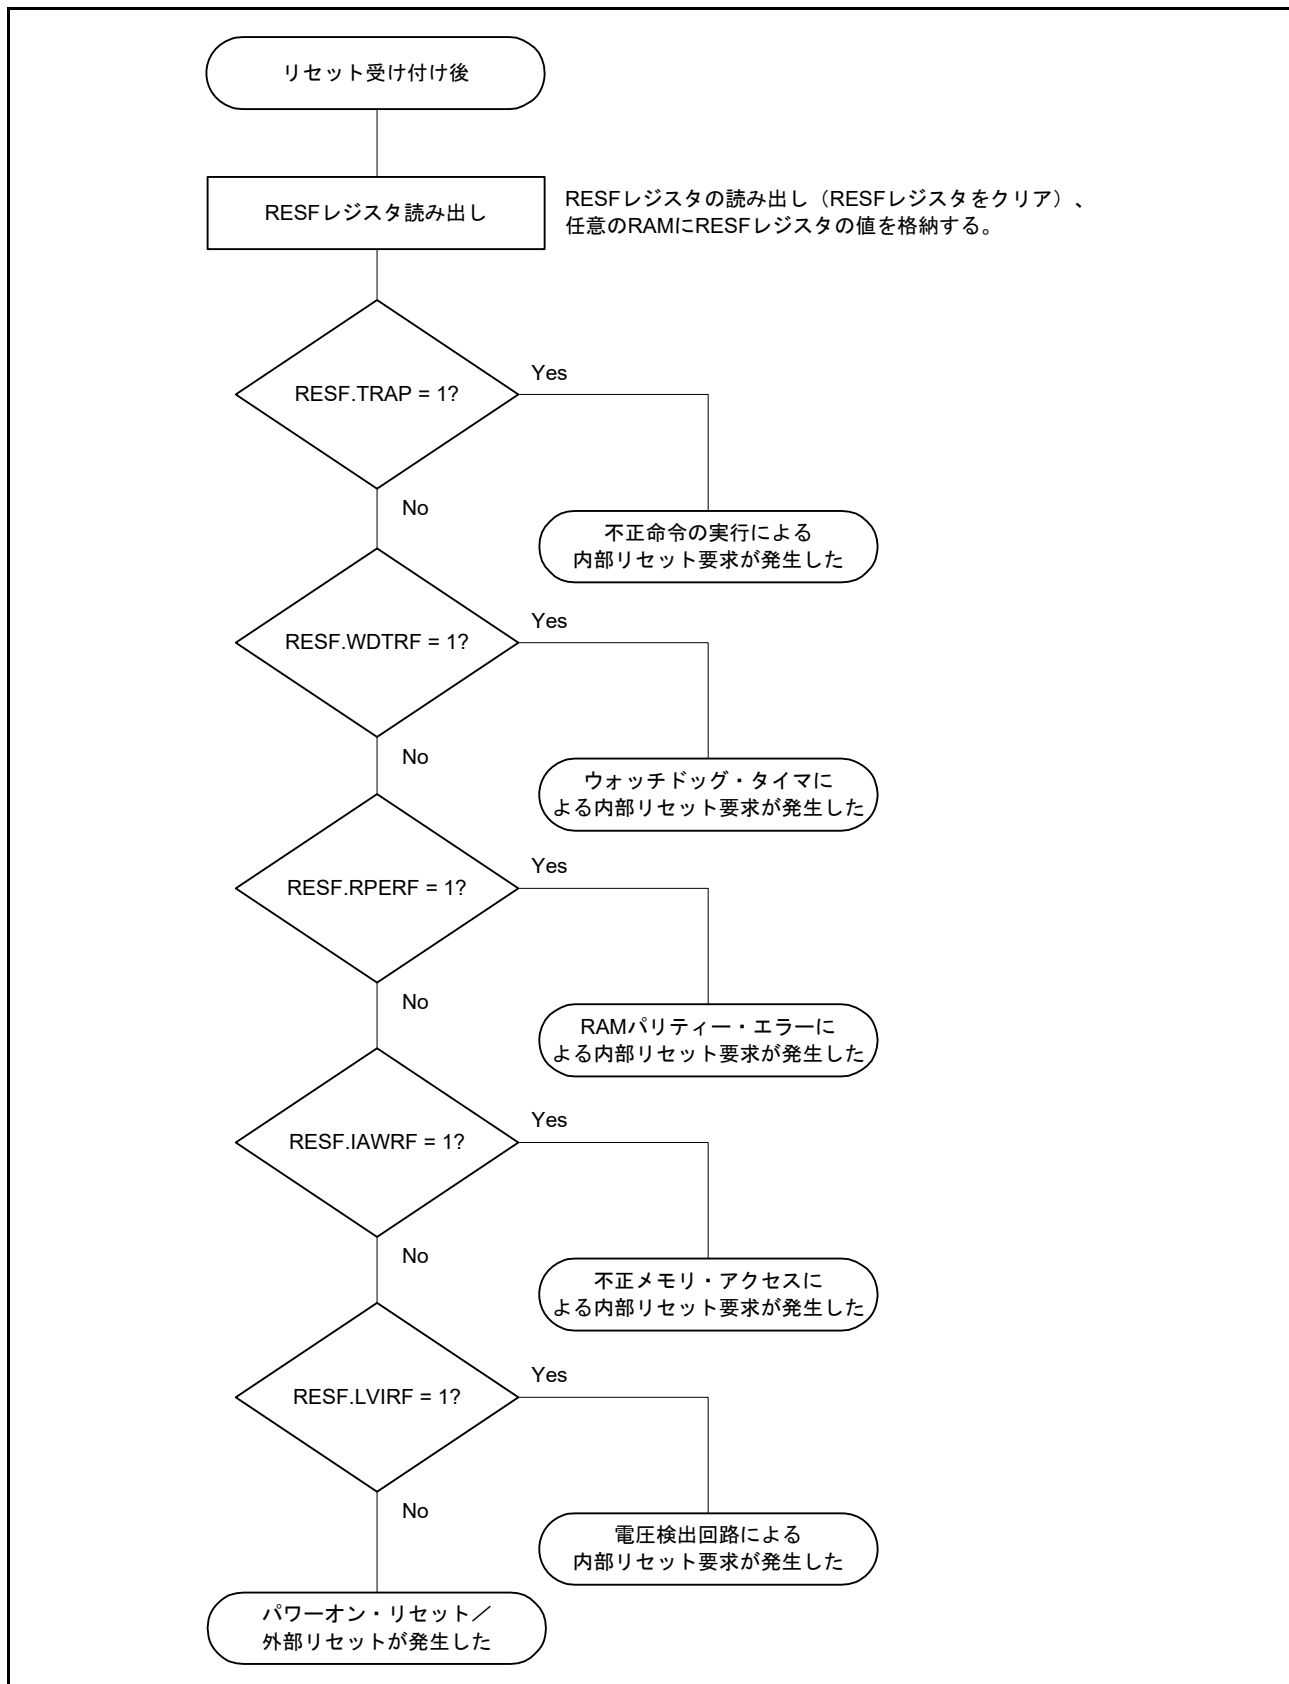 リセット受け付け後
RESFレジスタ読み出し
RESFレジスタの読み出し（RESFレジスタをクリア）、
任意のRAMにRESFレジスタの値を格納する。
RESF.TRAP = 1?
Yes
No
不正命令の実行による
内部リセット要求が発生した
RESF.WDTRF = 1?
Yes
No
ウォッチドッグ・タイマに
よる内部リセット要求が発生した
RESF.RPERF = 1?
Yes
No
RAMパリティー・エラーに
よる内部リセット要求が発生した
RESF.IAWRF = 1?
Yes
No
不正メモリ・アクセスに
よる内部リセット要求が発生した
RESF.LVIRF = 1?
Yes
No
電圧検出回路による
内部リセット要求が発生した
パワーオン・リセット／
外部リセットが発生した